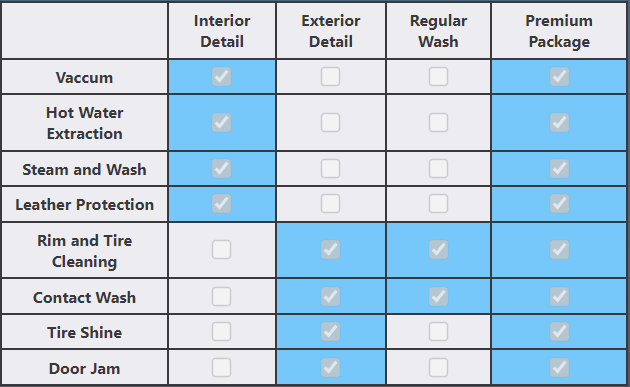 Interior
Detail
Exterior
Detail
Regular
Wash
Premium
Package
Vaccum
Hot Water
Extraction
Steam and Wash
Leather Protection
Rim and Tire
Cleaning
Contact Wash
Tire Shine
Door Jam